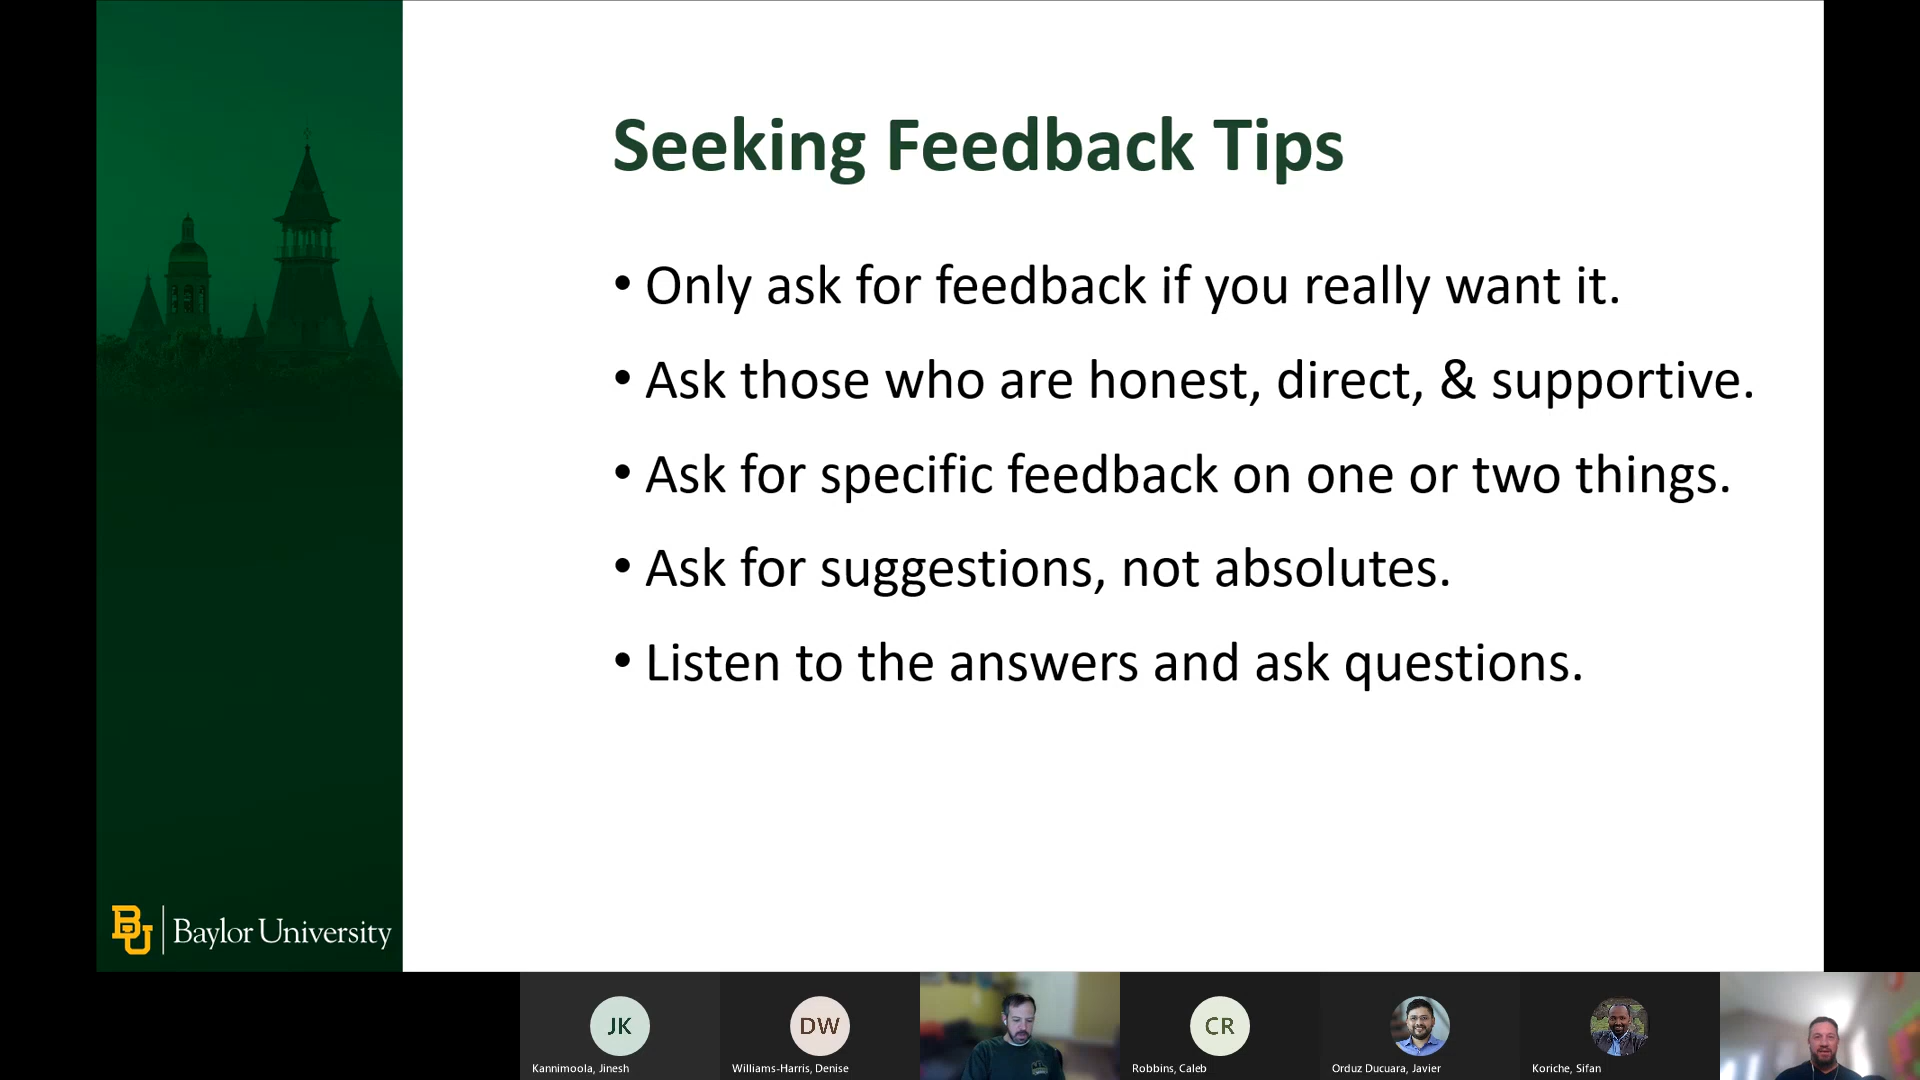 Seeking Feedback Tips
• Only ask for feedback if you really want it.
• Ask those who are honest, direct, & supportive.
• Ask for specific feedback on one or two things.
• Ask for suggestions, not absolutes.
• Listen to the answers and ask questions.
BU Baylor University
JK
DW
CR
Kannimoola, Jinesh
Williams-Harris, Denise
Robbins, Caleb
Orduz Ducuara, Javier
Koriche, Sifan